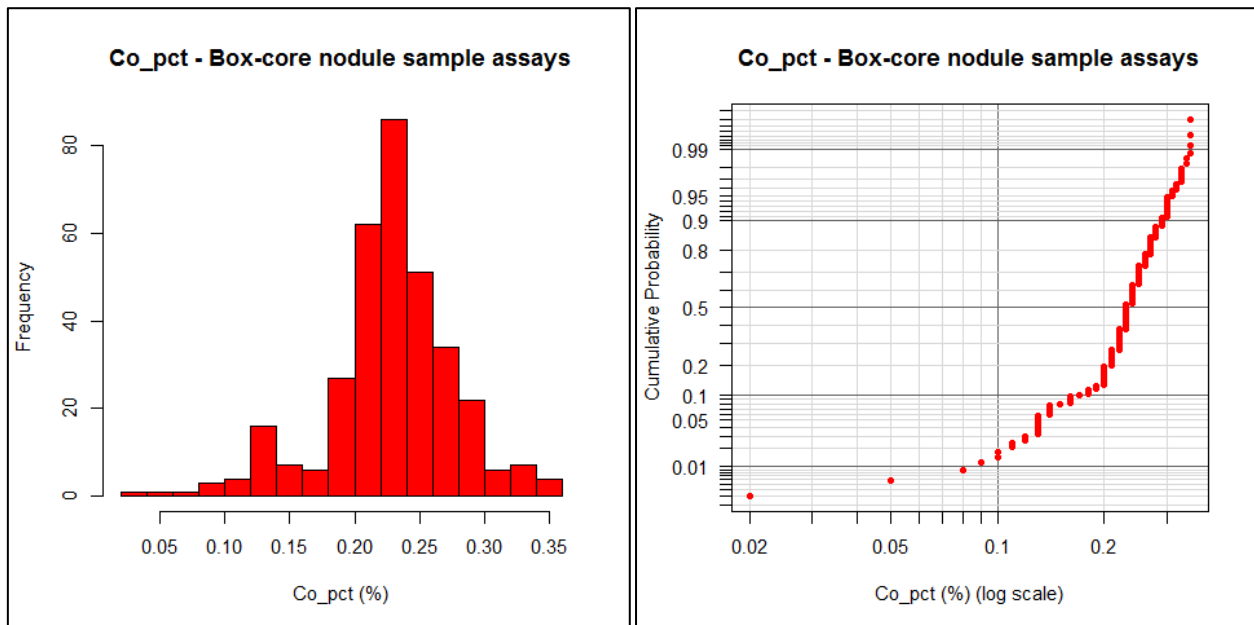 Co_pct - Box-core nodule sample assays
Frequency
80
60
40
20
0
0.05 0.10 0.15 0.20 0.25 0.30 0.35
Co_pct (%)
Co_pct - Box-core nodule sample assays
Cumulative Probability
0.99
0.95
0.9
0.8
0.5
0.2
0.1
0.05
0.01
0.02 0.05 0.1 0.2
Co_pct (%) (log scale)